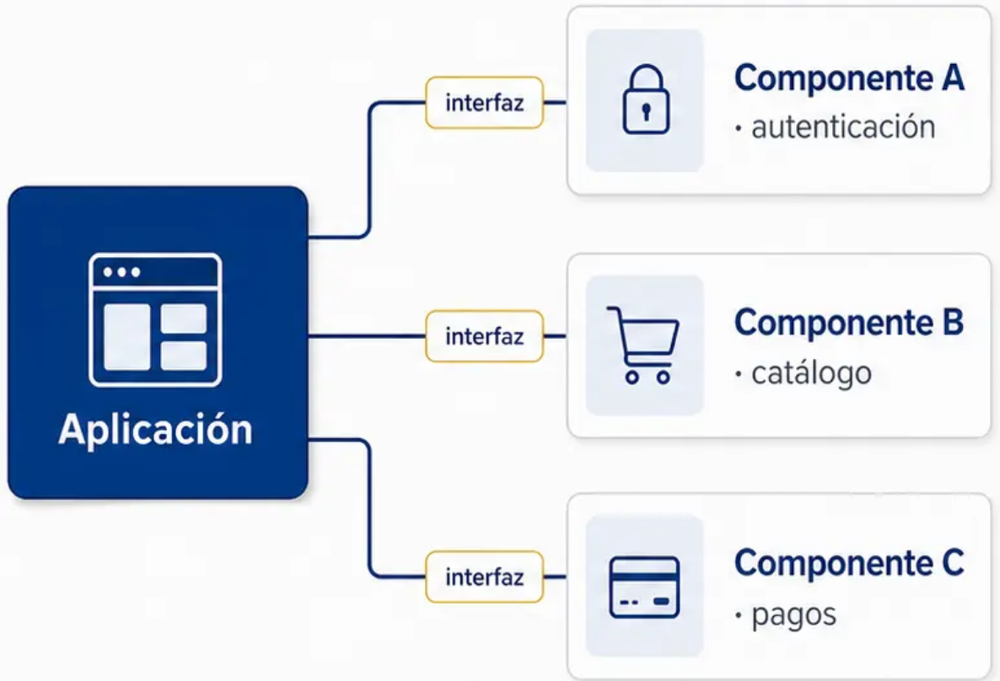 interfaz
Componente A
· autenticación
Aplicación
interfaz
Componente B
· catálogo
interfaz
Componente C
· pagos